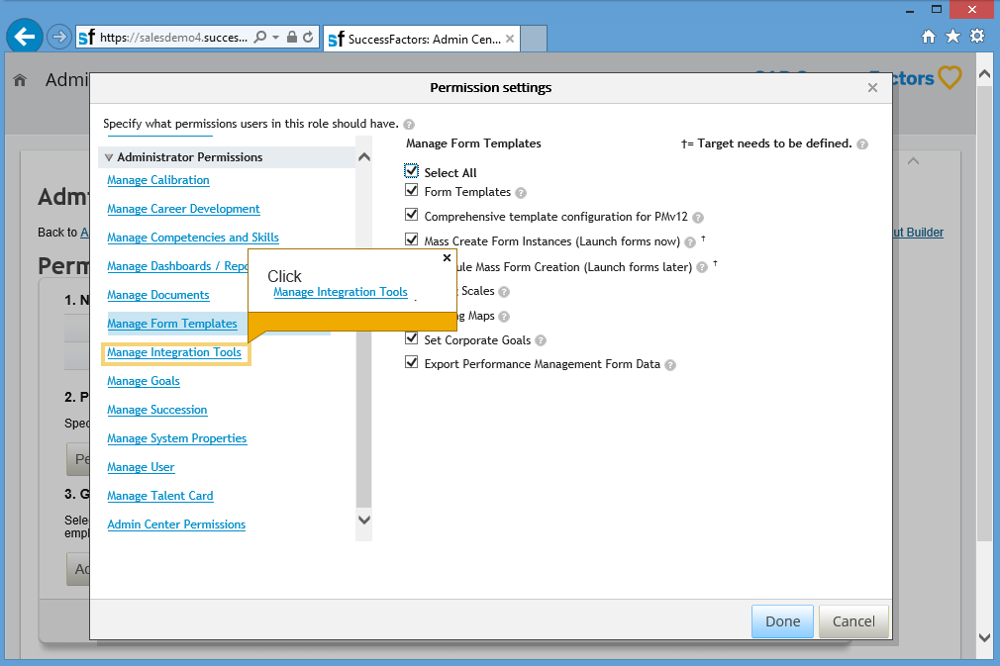 https://salesdemo4.succes...
SuccessFactors: Admin Cen...
Admi
ctors
Permission settings
Specify what permissions users in this role should have.
Administrator Permissions
Manage Calibration
Manage Career Development
Manage Competencies and Skills
Manage Dashboards / Repo
Manage Documents
Manage Form Templates
Manage Integration Tools
Manage Goals
Manage Succession
Manage System Properties
Manage User
Manage Talent Card
Admin Center Permissions
Click
Manage Integration Tools
.
Manage Form Templates
†= Target needs to be defined.
Select All
Form Templates
Comprehensive template configuration for PMv12
Mass Create Form Instances (Launch forms now) †
ule Mass Form Creation (Launch forms later) †
Scales
g Maps
Set Corporate Goals
Export Performance Management Form Data
Done
Cancel
Adm
Back to A
ut Builder
Perm
1. N
2. P
Spec
Pe
3. G
Sele
empl
Ad